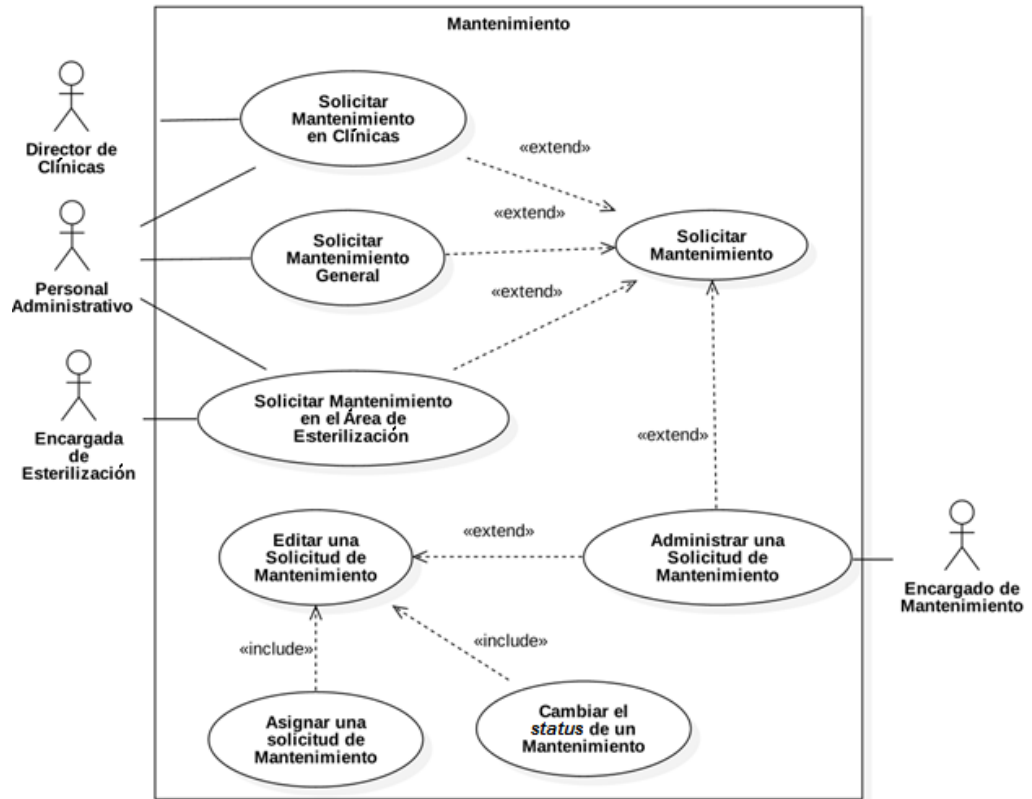 Mantenimiento
Director de
Clínicas
Solicitar
Mantenimiento
en Clínicas
«extend»
Personal
Administrativo
Solicitar
Mantenimiento
General
«extend»
Solicitar
Mantenimiento
«extend»
Encargada
de
Esterilización
Solicitar Mantenimiento
en el Área de
Esterilización
«extend»
Editar una
Solicitud de
Mantenimiento
«extend»
Administrar una
Solicitud de
Mantenimiento
Encargado de
Mantenimiento
«include»
«include»
Asignar una
solicitud de
Mantenimiento
Cambiar el
status de un
Mantenimiento